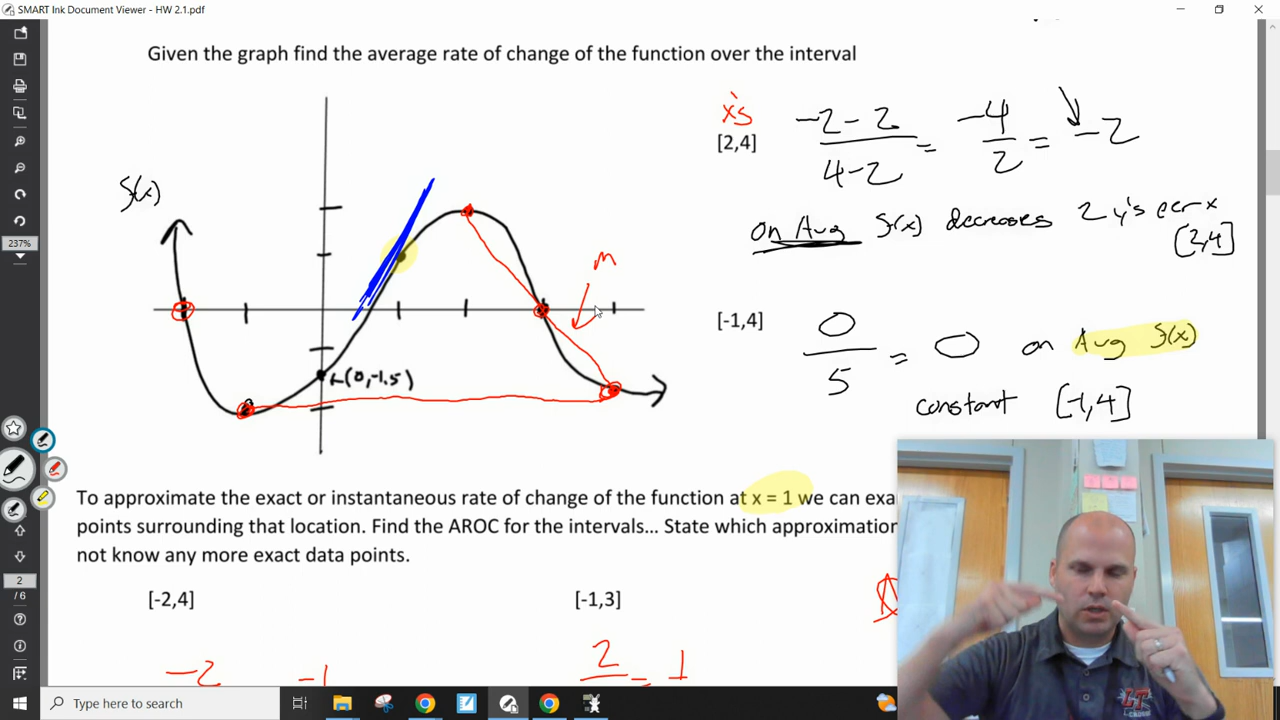 SMART Ink Document Viewer - HW 2.1.pdf
Given the graph find the average rate of change of the function over the interval
x's
[2,4]
-2-2 / 4-2 = -4 / 2 = -2
f(x)
on Avg f(x) decreases 2 y's per x
[2,4]
m
[-1,4]
0 / 5 = 0 on Avg f(x)
constant [-1,4]
(0,-1.5)
237%
To approximate the exact or instantaneous rate of change of the function at x = 1 we can exa
points surrounding that location. Find the AROC for the intervals... State which approximation
not know any more exact data points.
[-2,4]
[-1,3]
-2
-1
2
= 1
2
/ 6
LT
Type here to search